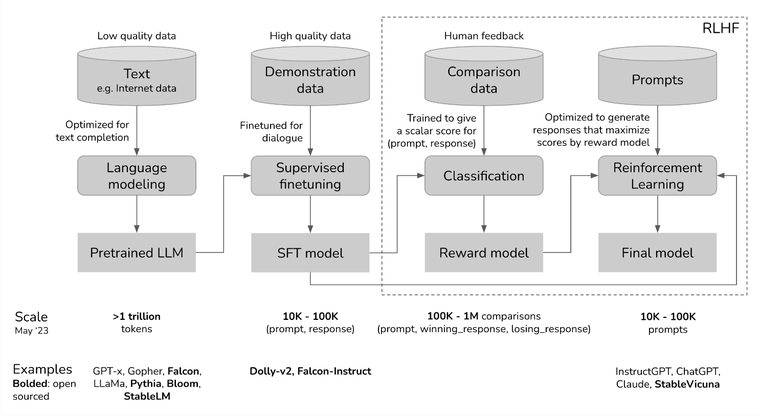 RLHF
Low quality data
High quality data
Human feedback
Text
e.g. Internet data
Demonstration
data
Comparison
data
Prompts
Optimized for
text completion
Finetuned for
dialogue
Trained to give
a scalar score for
(prompt, response)
Optimized to generate
responses that maximize
scores by reward model
Language
modeling
Supervised
finetuning
Classification
Reinforcement
Learning
Pretrained LLM
SFT model
Reward model
Final model
Scale
May '23
>1 trillion
tokens
10K - 100K
(prompt, response)
100K - 1M comparisons
(prompt, winning_response, losing_response)
10K - 100K
prompts
Examples
Bolded: open
sourced
GPT-x, Gopher, Falcon,
LLaMa, Pythia, Bloom,
StableLM
Dolly-v2, Falcon-Instruct
InstructGPT, ChatGPT,
Claude, StableVicuna